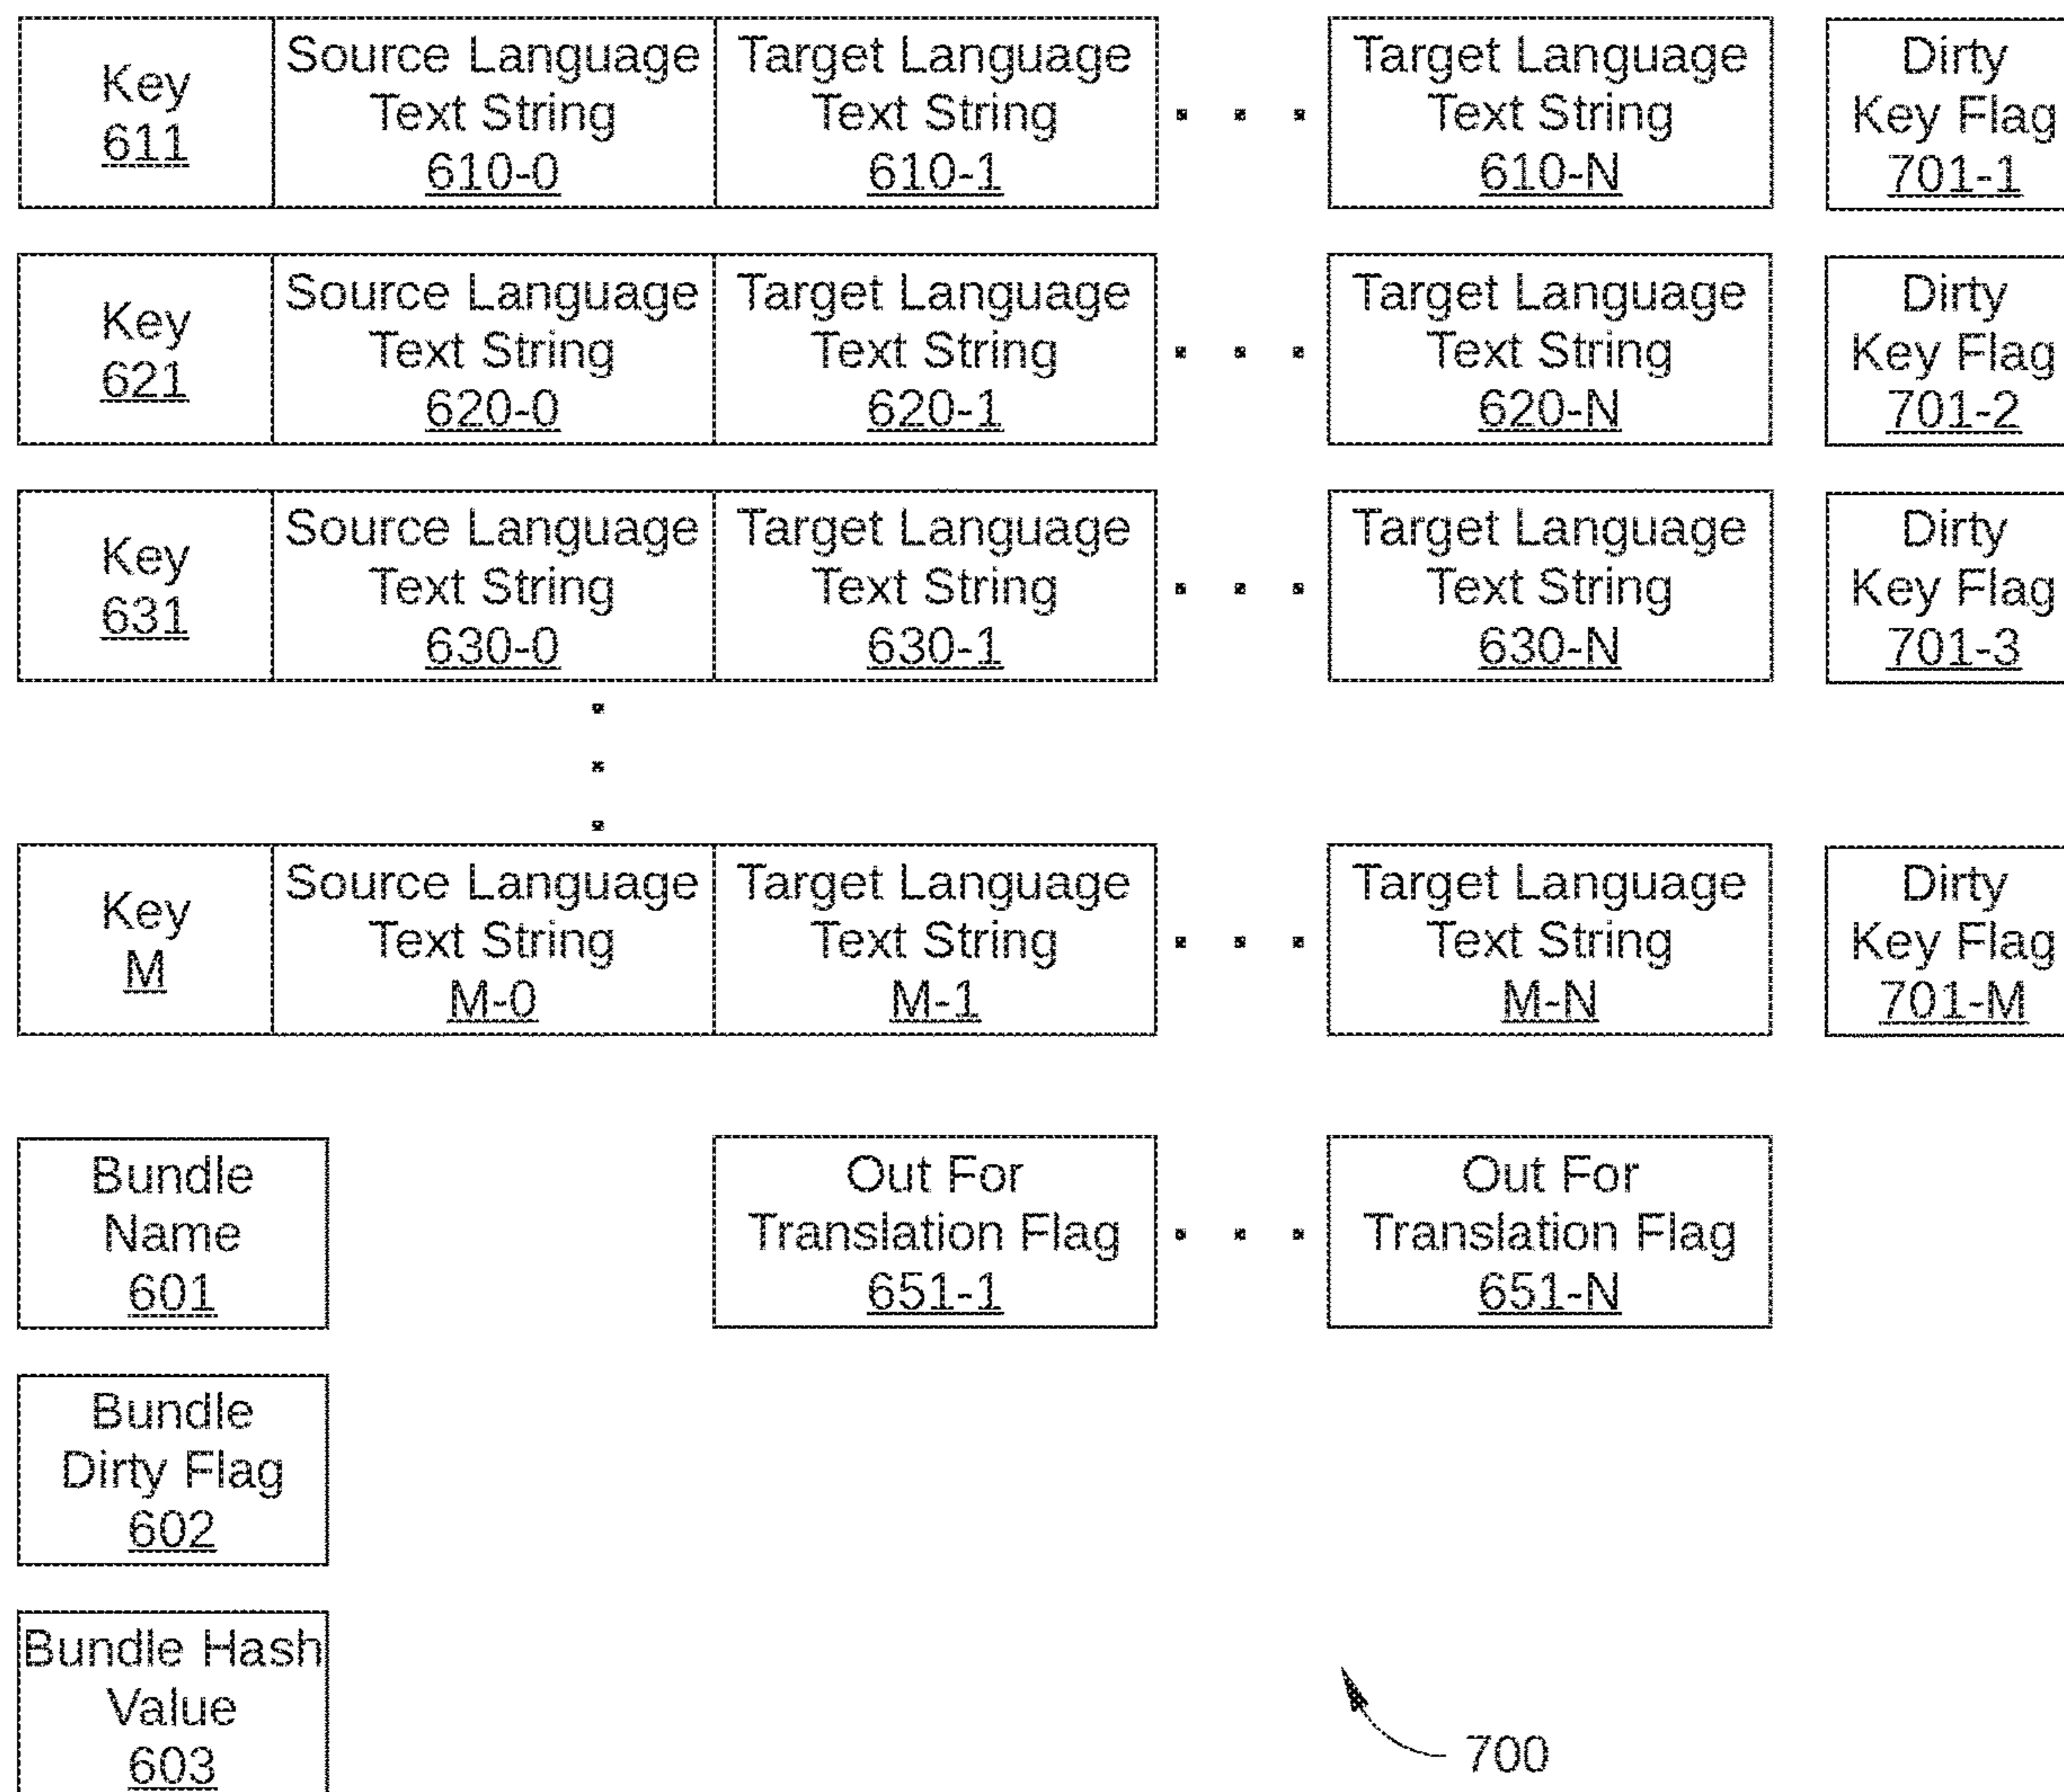 Key
611
Source Language
Text String
610-0
Target Language
Text String
610-1
Target Language
Text String
610-N
Dirty
Key Flag
701-1
Key
621
Source Language
Text String
620-0
Target Language
Text String
620-1
Target Language
Text String
620-N
Dirty
Key Flag
701-2
Key
631
Source Language
Text String
630-0
Target Language
Text String
630-1
Target Language
Text String
630-N
Dirty
Key Flag
701-3
Key
M
Source Language
Text String
M-0
Target Language
Text String
M-1
Target Language
Text String
M-N
Dirty
Key Flag
701-M
Bundle
Name
601
Out For
Translation Flag
651-1
Out For
Translation Flag
651-N
Bundle
Dirty Flag
602
Bundle Hash
Value
603
700